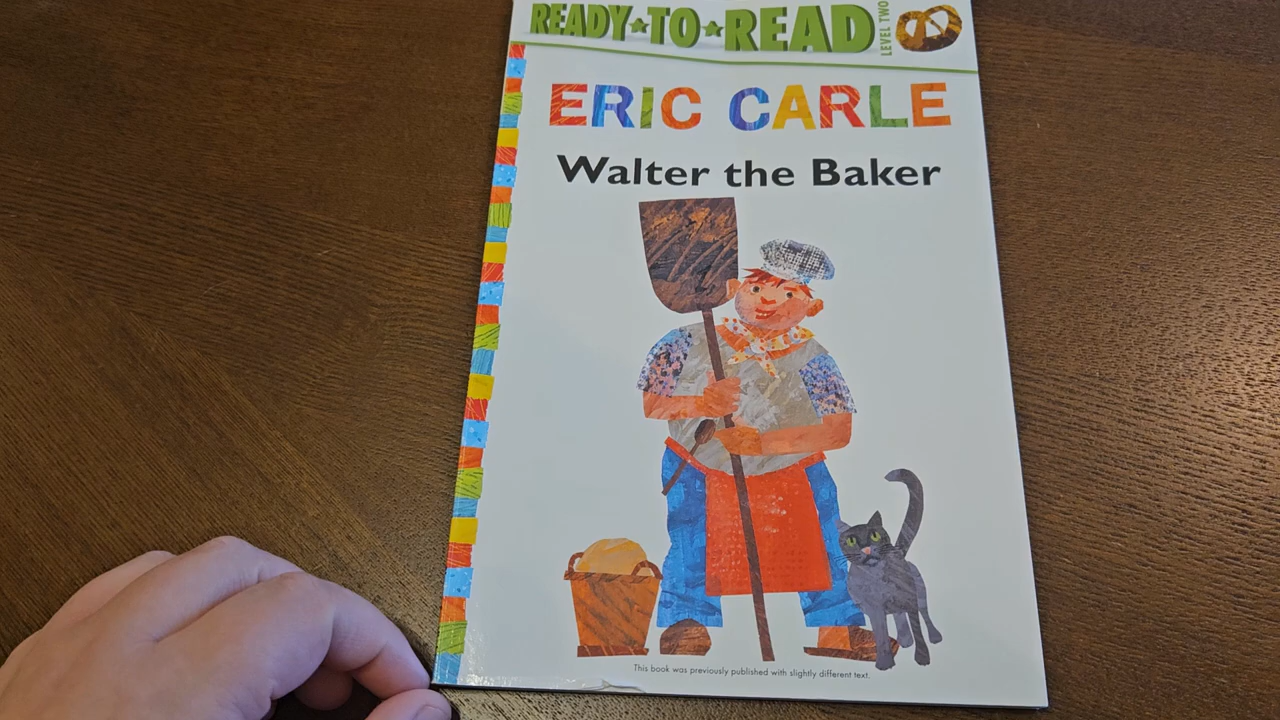 READY★TO★READ
LEVEL TWO
ERIC CARLE
Walter the Baker
This book was previously published with slightly different text.